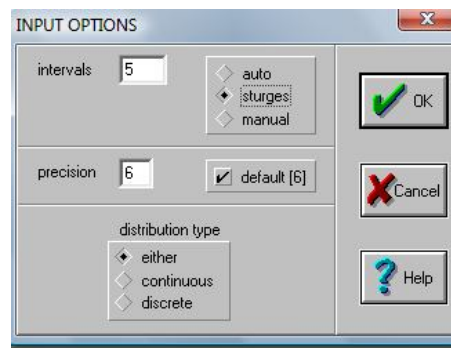 INPUT OPTIONS
intervals 5
auto
sturges
manual
OK
precision 6
default [6]
Cancel
distribution type
either
continuous
discrete
Help